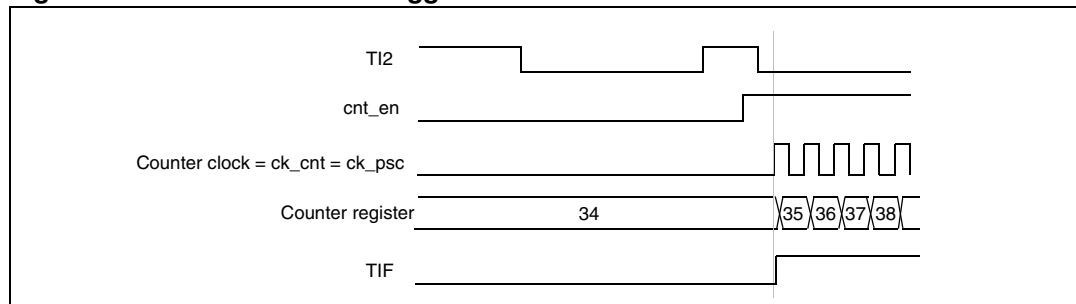 TI2
cnt_en
Counter clock = ck_cnt = ck_psc
Counter register 34 35 36 37 38
TIF